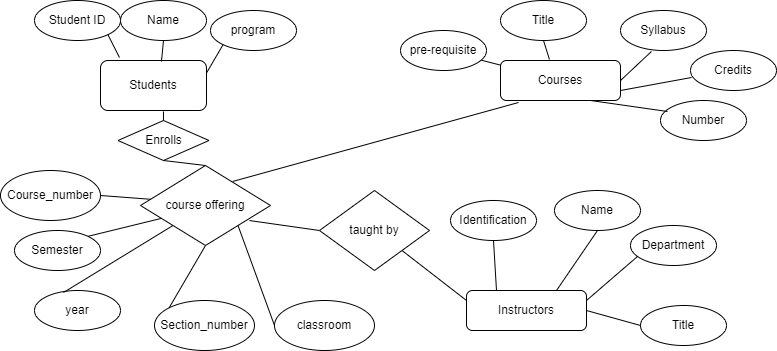 Student ID
Name
program
Title
Syllabus
pre-requisite
Credits
Students
Courses
Number
Enrolls
Course_number
course offering
Semester
taught by
Identification
Name
Department
year
Section_number
classroom
Instructors
Title